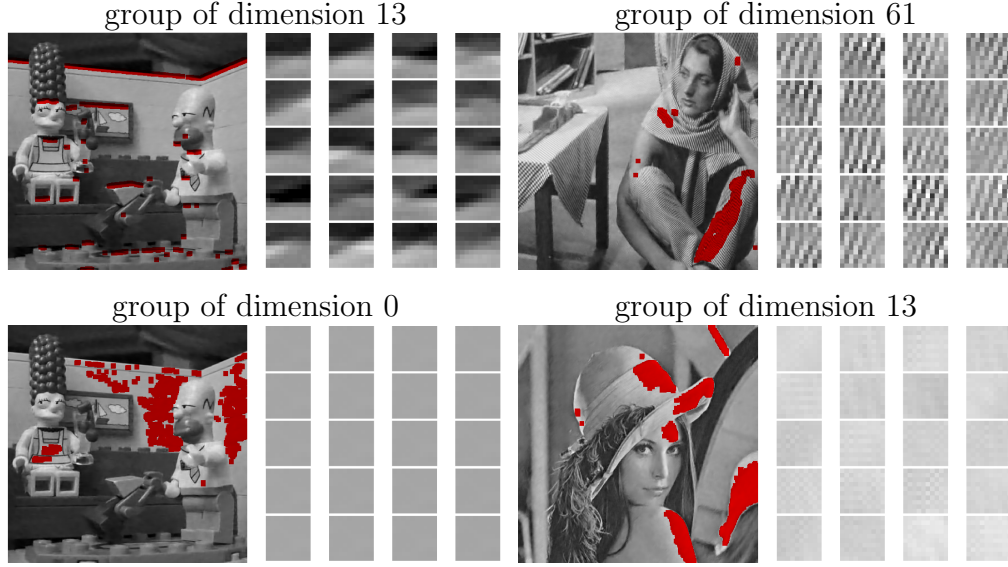 group of dimension 13
group of dimension 61
group of dimension 0
group of dimension 13